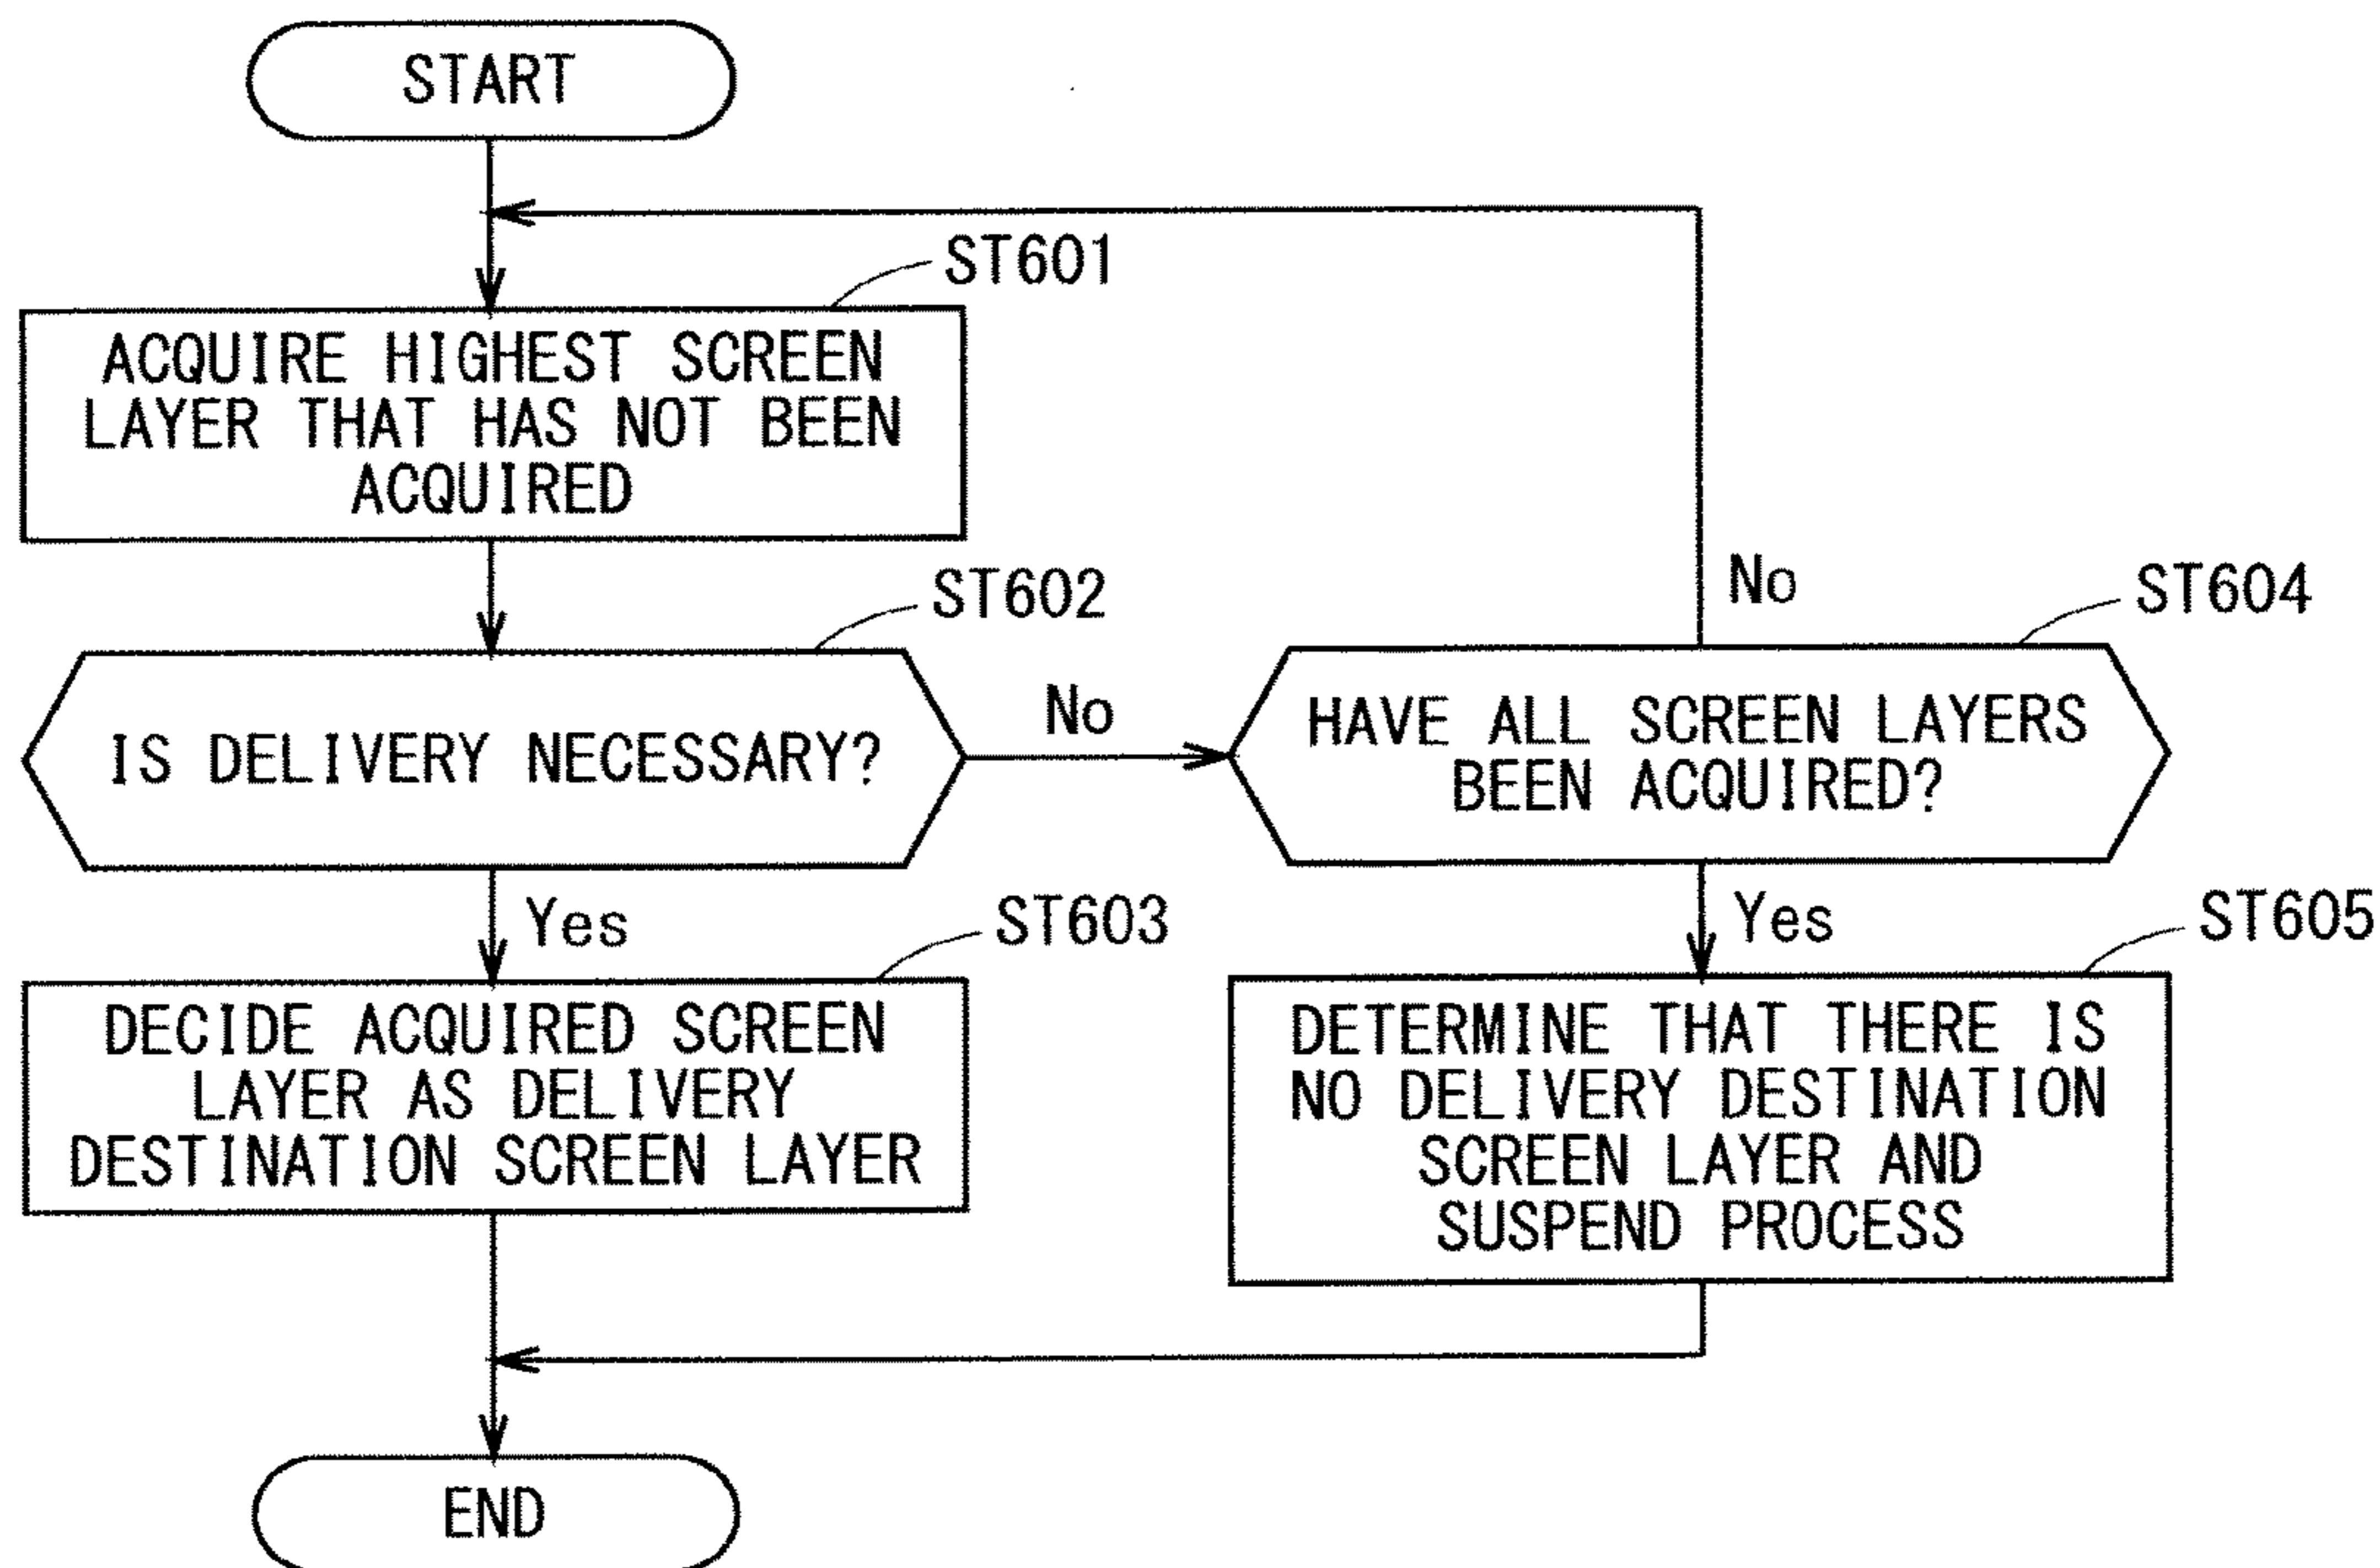 START
ST601
ACQUIRE HIGHEST SCREEN
LAYER THAT HAS NOT BEEN
ACQUIRED
ST602
IS DELIVERY NECESSARY?
No
Yes
ST603
DECIDE ACQUIRED SCREEN
LAYER AS DELIVERY
DESTINATION SCREEN LAYER
No
ST604
HAVE ALL SCREEN LAYERS
BEEN ACQUIRED?
Yes
ST605
DETERMINE THAT THERE IS
NO DELIVERY DESTINATION
SCREEN LAYER AND
SUSPEND PROCESS
END